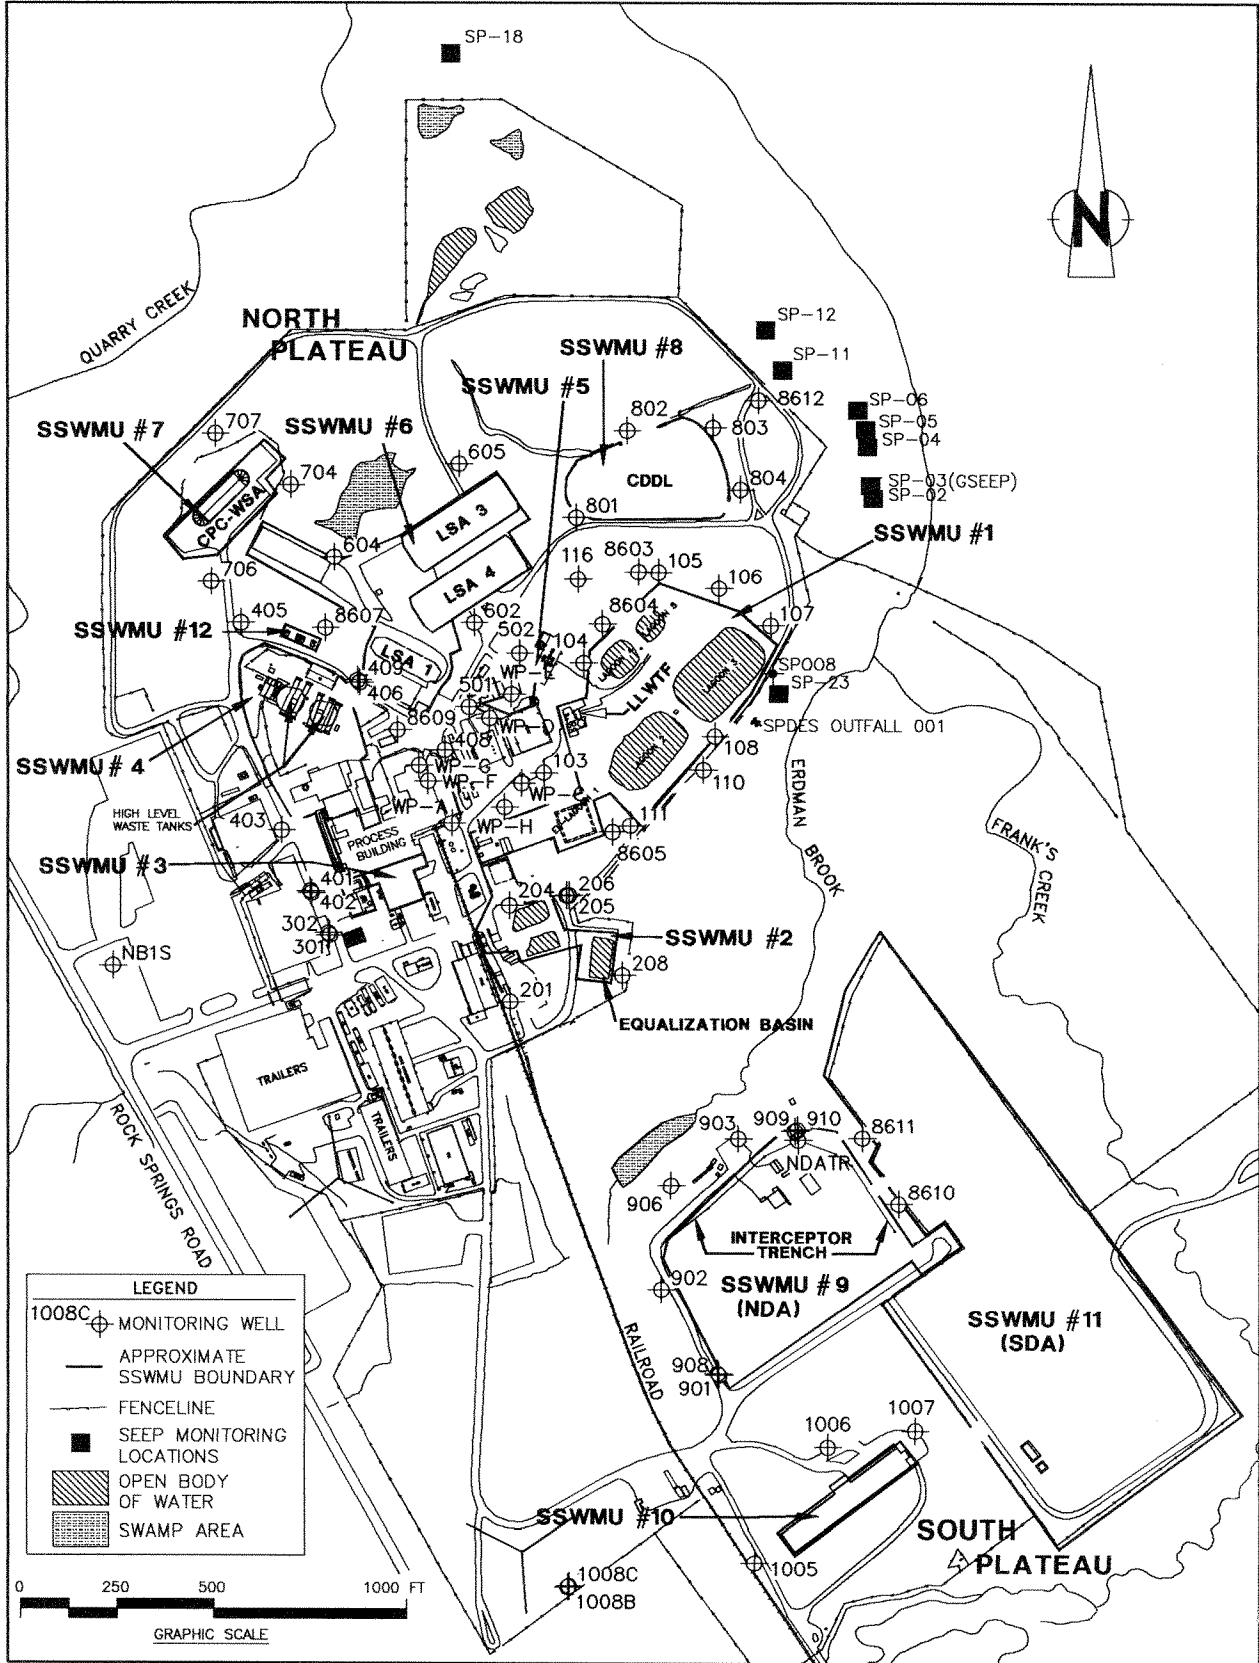 SP-18
N
QUARRY CREEK
NORTH
PLATEAU
SP-12
SSWMU #8
SP-11
SSWMU #5
8612
SP-06
SP-05
SP-04
707
802
803
SSWMU #7
SSWMU #6
605
704
CDDL
804
SP-03(GSEEP)
SP-02
CPC-WSA
LSA 3
801
SSWMU #1
604
LSA 4
116
8603
105
106
706
405
8607
602
8604
107
SSWMU #12
502
104
LAGOON 3
LSA 1
409
406
WP-E
501
LLWTF
SP008
SP-23
8609
WP-D
SPDES OUTFALL 001
408
LAGOON 2
108
SSWMU # 4
WP-G
103
110
WP-F
WP-C
ERDMAN
BROOK
HIGH LEVEL
WASTE TANKS
WP-A
403
WP-H
111
FRANK'S
CREEK
PROCESS
BUILDING
8605
SSWMU #3
401
402
204
206
205
302
301
SSWMU #2
NB1S
208
201
EQUALIZATION BASIN
TRAILERS
TRAILERS
ROCK SPRINGS ROAD
903
909
910
8611
NDATR
906
8610
INTERCEPTOR
TRENCH
902
SSWMU # 9
(NDA)
SSWMU #11
(SDA)
RAILROAD
908
901
1006
1007
SSWMU #10
SOUTH
PLATEAU
1005
1008C
1008B
LEGEND
1008C
MONITORING WELL
APPROXIMATE
SSWMU BOUNDARY
FENCELINE
SEEP MONITORING
LOCATIONS
OPEN BODY
OF WATER
SWAMP AREA
0 250 500 1000 FT
GRAPHIC SCALE